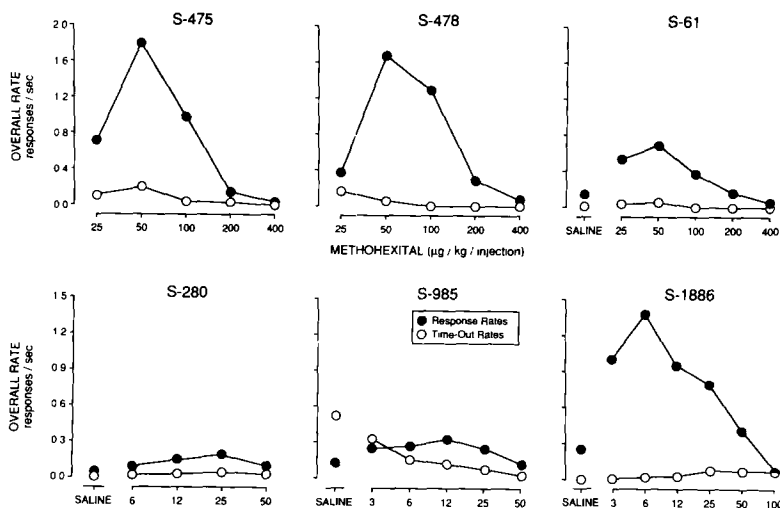 S-475
S-478
S-61
OVERALL RATE
responses / sec
2.0
1.6
1.2
0.8
0.4
0.0
25 50 100 200 400
25 50 100 200 400
SALINE 25 50 100 200 400
METHOHEXITAL (µg / kg / injection)
S-280
S-985
S-1886
OVERALL RATE
responses / sec
1.5
1.2
0.9
0.6
0.3
0.0
Response Rates
Time-Out Rates
SALINE 6 12 25 50
SALINE 3 6 12 25 50
SALINE 3 6 12 25 50 100